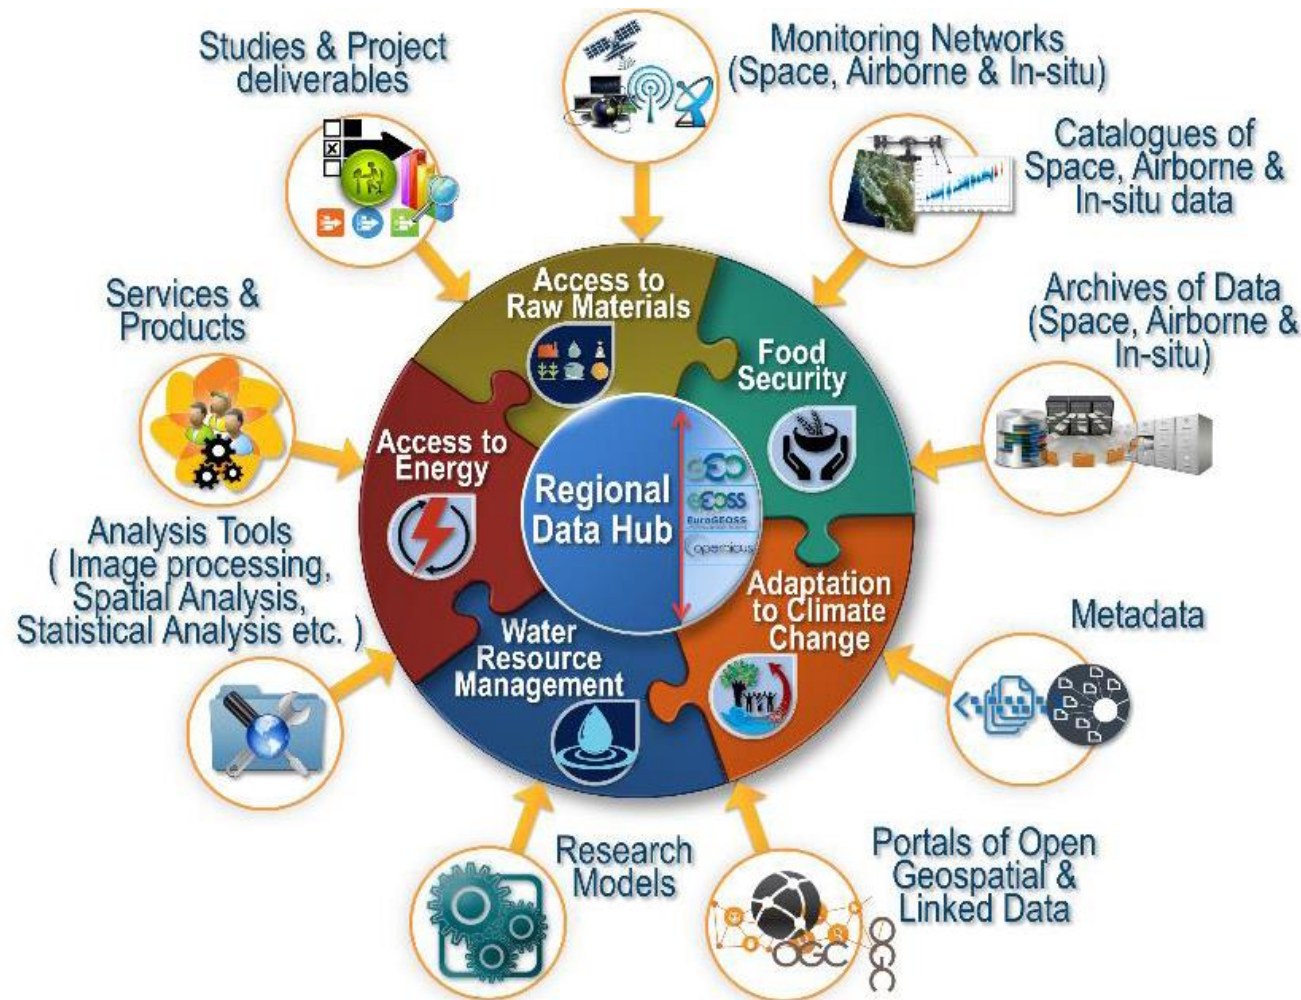 Studies & Project
deliverables
Monitoring Networks
(Space, Airborne & In-situ)
Catalogues of
Space, Airborne &
In-situ data
Archives of Data
(Space, Airborne &
In-situ)
Metadata
Portals of Open
Geospatial &
Linked Data
OGC
OGC
Research
Models
Analysis Tools
( Image processing,
Spatial Analysis,
Statistical Analysis etc. )
Services &
Products
Access to
Raw Materials
Food
Security
Adaptation
to Climate
Change
Water
Resource
Management
Access to
Energy
Regional
Data Hub
GEO
GEOSS
EuroGEOSS
opernicus